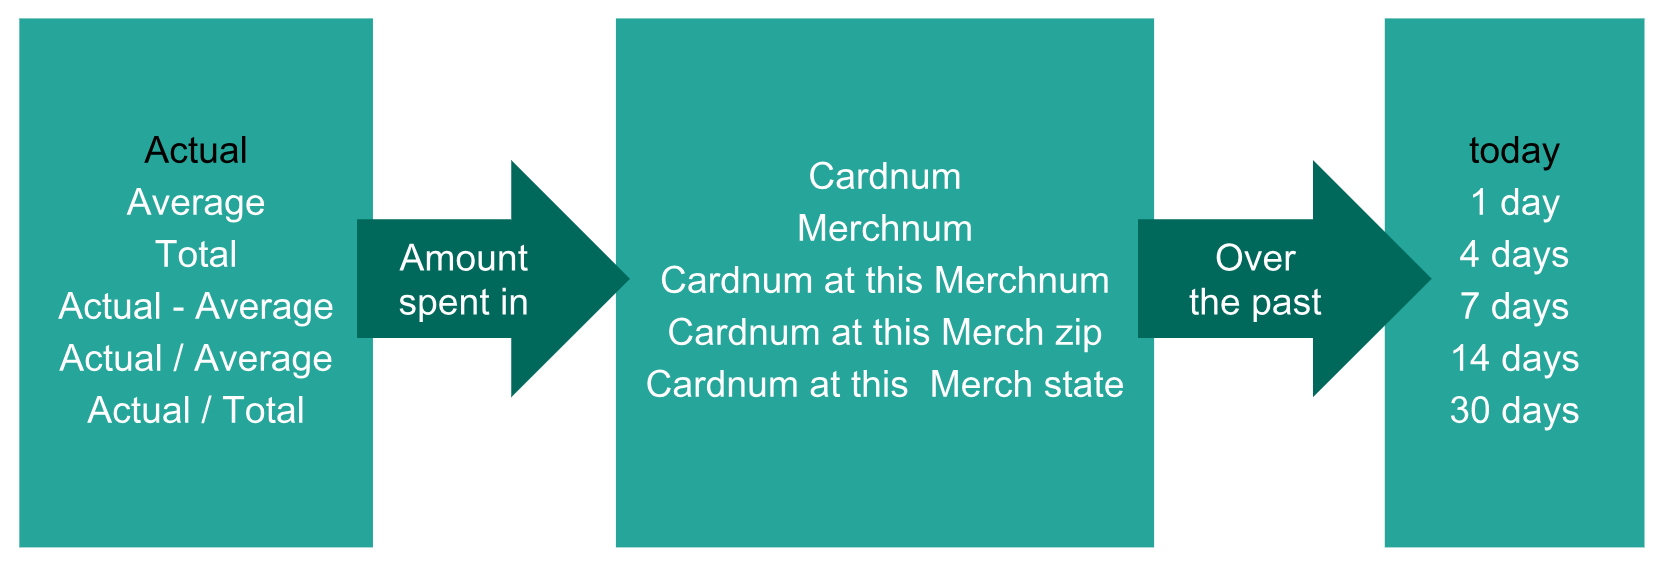 Actual
Average
Total
Actual - Average
Actual / Average
Actual / Total
Amount
spent in
Cardnum
Merchnum
Cardnum at this Merchnum
Cardnum at this Merch zip
Cardnum at this  Merch state
Over
the past
today
1 day
4 days
7 days
14 days
30 days